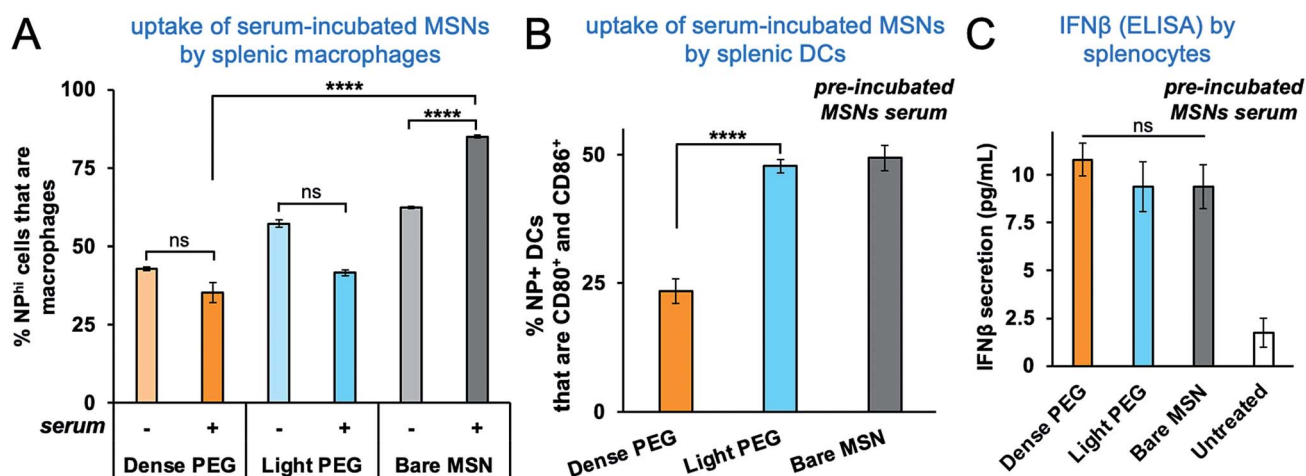 A
uptake of serum-incubated MSNs
by splenic macrophages
% NPhi cells that are
macrophages
100
75
50
25
0
ns
ns
****
****
serum
- + - + - +
Dense PEG Light PEG Bare MSN
B
uptake of serum-incubated MSNs
by splenic DCs
pre-incubated
MSNs serum
% NP+ DCs
that are CD80+ and CD86+
50
25
0
****
Dense PEG
Light PEG
Bare MSN
C
IFNβ (ELISA) by
splenocytes
pre-incubated
MSNs serum
IFNβ secretion (pg/mL)
10
7.5
5
2.5
0
ns
Dense PEG
Light PEG
Bare MSN
Untreated